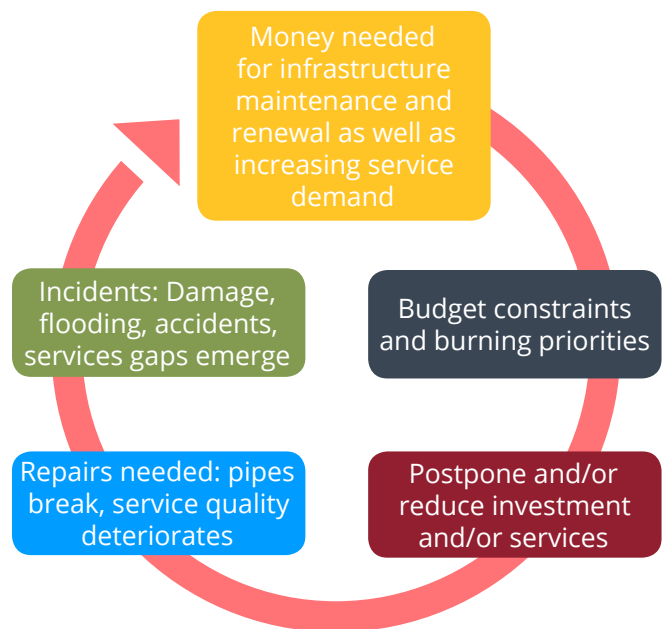 Money needed
for infrastructure
maintenance and
renewal as well as
increasing service
demand
Budget constraints
and burning priorities
Postpone and/or
reduce investment
and/or services
Repairs needed: pipes
break, service quality
deteriorates
Incidents: Damage,
flooding, accidents,
services gaps emerge